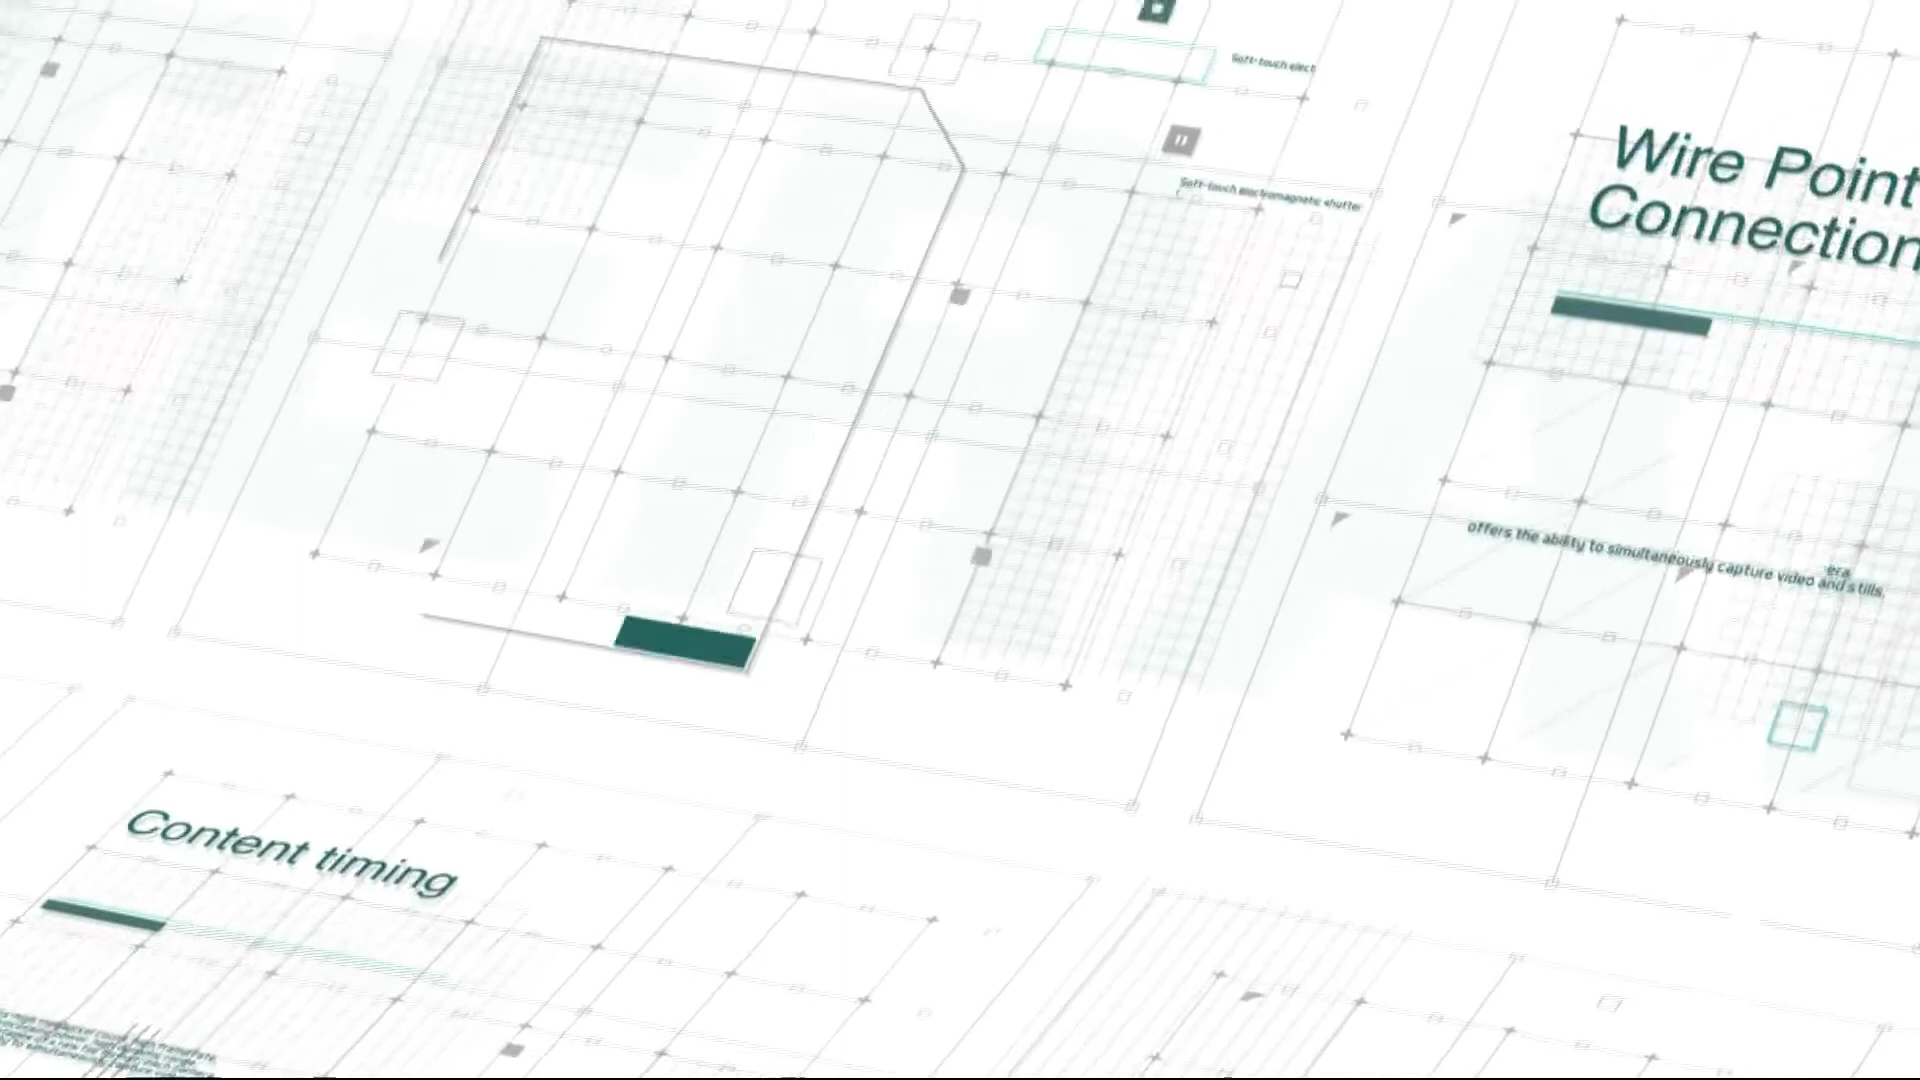 Soft-touch elect
Soft-touch electromagnetic shutter
Wire Point
Connection
offers the ability to simultaneously capture video and stills.
era
Content timing